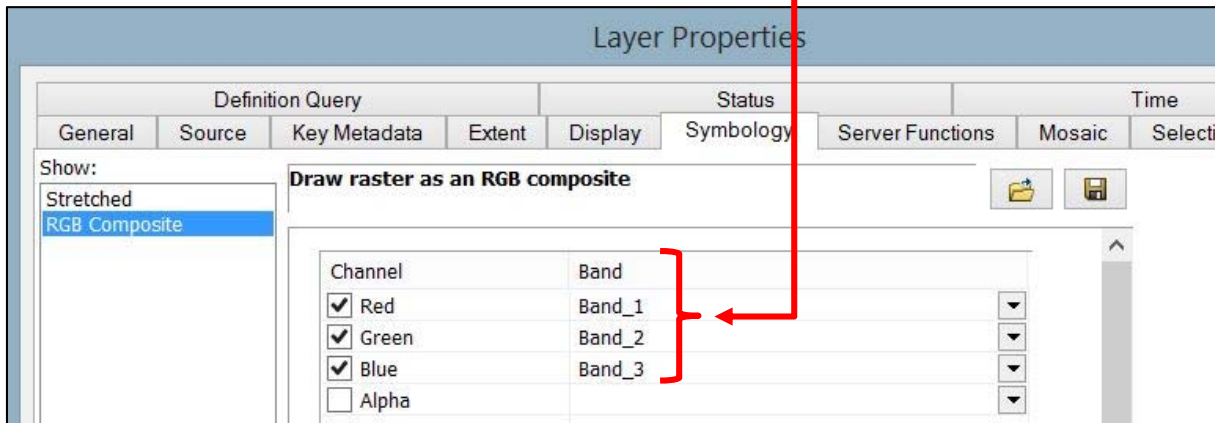 Layer Properties
Definition Query Status Time
General Source Key Metadata Extent Display Symbology Server Functions Mosaic Selecti
Show:
Stretched
RGB Composite
Draw raster as an RGB composite
Channel Band
Red Band_1
Green Band_2
Blue Band_3
Alpha